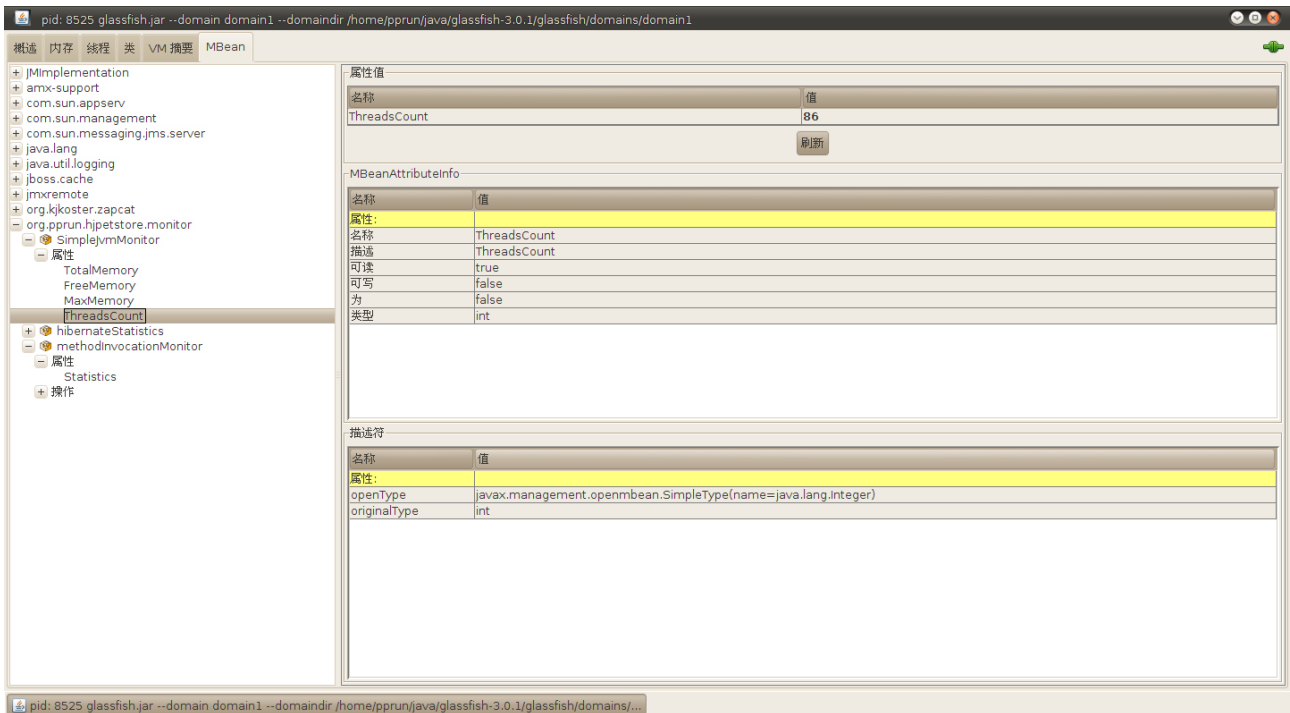 pid: 8525 glassfish.jar --domain domain1 --domaindir /home/pprun/java/glassfish-3.0.1/glassfish/domains/domain1
概述 内存 线程 类 VM 摘要 MBean
JMImplementation
amx-support
com.sun.appserv
com.sun.management
com.sun.messaging.jms.server
java.lang
java.util.logging
jboss.cache
jmxremote
org.kjkoster.zapcat
org.pprun.hjpetstore.monitor
SimpleJvmMonitor
属性
TotalMemory
FreeMemory
MaxMemory
ThreadsCount
hibernateStatistics
methodInvocationMonitor
属性
Statistics
操作
属性值
名称 值
ThreadsCount 86
刷新
MBeanAttributeInfo
名称 值
属性:
名称 ThreadsCount
描述 ThreadsCount
可读 true
可写 false
为 false
类型 int
描述符
名称 值
属性:
openType javax.management.openmbean.SimpleType(name=java.lang.Integer)
originalType int
pid: 8525 glassfish.jar --domain domain1 --domaindir /home/pprun/java/glassfish-3.0.1/glassfish/domains/...